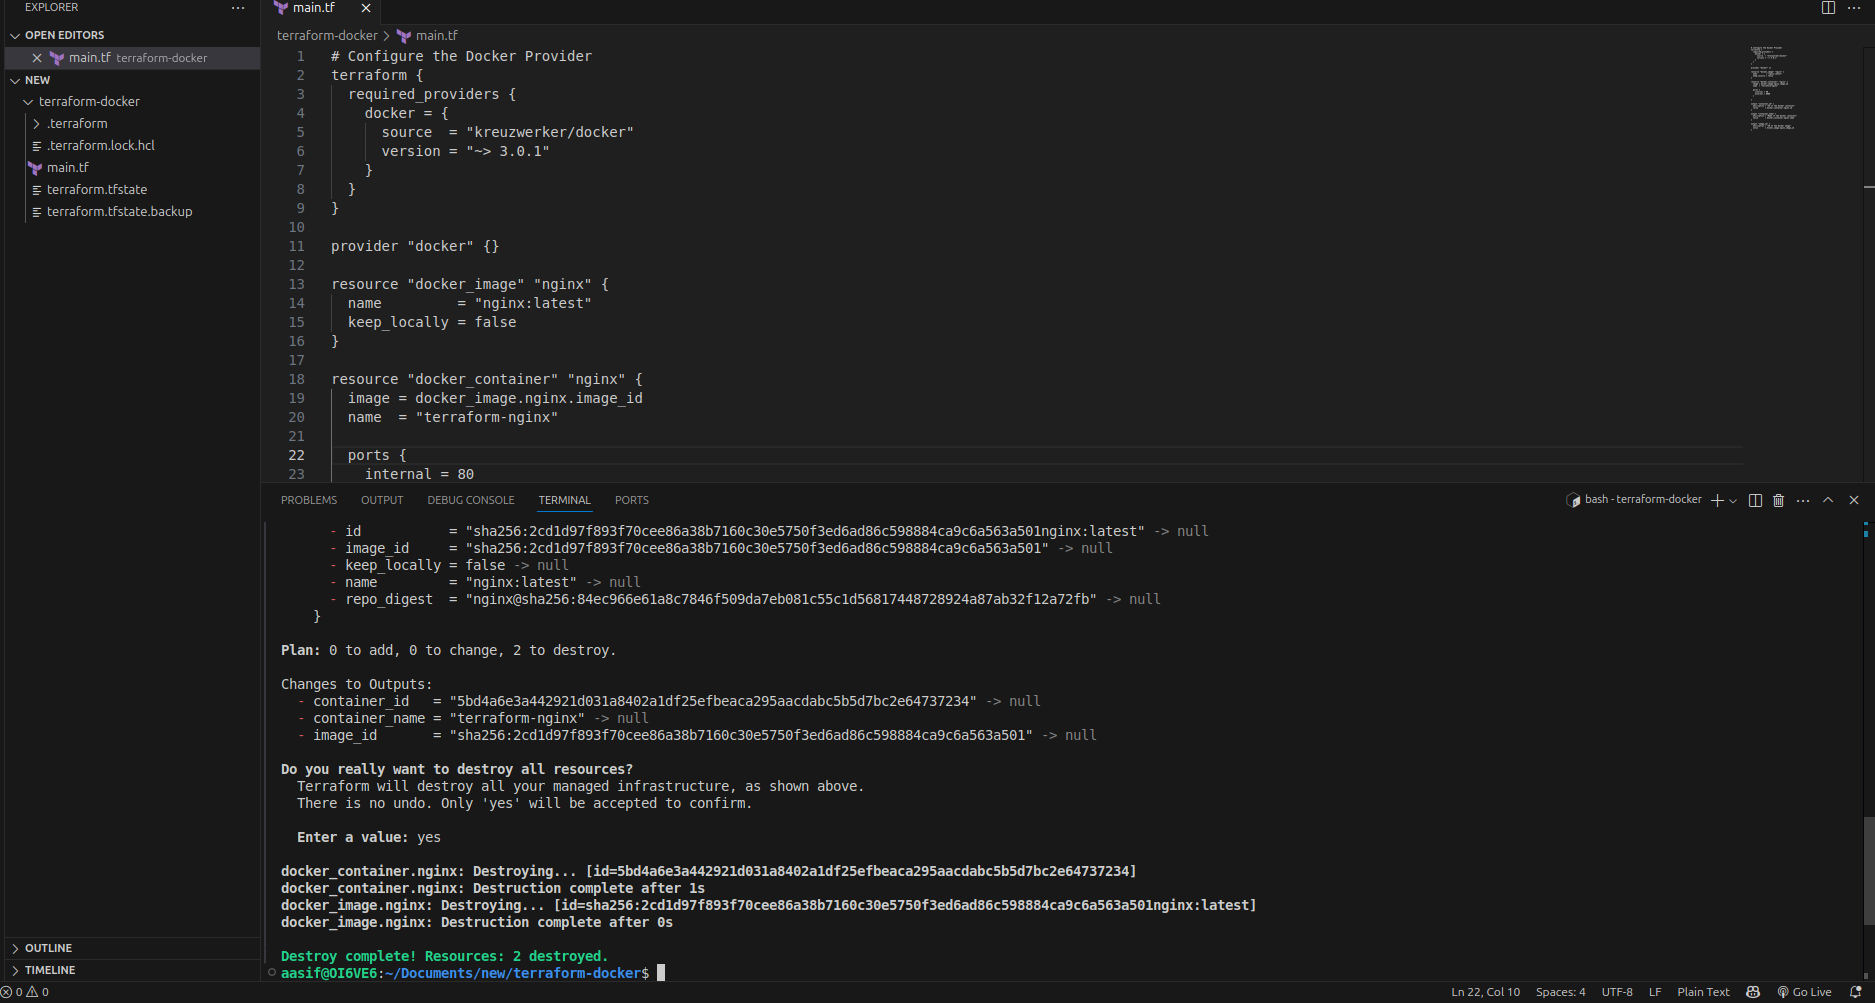 EXPLORER
OPEN EDITORS
main.tf terraform-docker
NEW
terraform-docker
.terraform
.terraform.lock.hcl
main.tf
terraform.tfstate
terraform.tfstate.backup
OUTLINE
TIMELINE
main.tf
terraform-docker > main.tf
1 # Configure the Docker Provider
2 terraform {
3   required_providers {
4     docker = {
5       source  = "kreuzwerker/docker"
6       version = "~> 3.0.1"
7     }
8   }
9 }
10
11 provider "docker" {}
12
13 resource "docker_image" "nginx" {
14   name         = "nginx:latest"
15   keep_locally = false
16 }
17
18 resource "docker_container" "nginx" {
19   image = docker_image.nginx.image_id
20   name  = "terraform-nginx"
21
22   ports {
23     internal = 80
PROBLEMS OUTPUT DEBUG CONSOLE TERMINAL PORTS
bash - terraform-docker
- id           = "sha256:2cd1d97f893f70cee86a38b7160c30e5750f3ed6ad86c598884ca9c6a563a501nginx:latest" -> null
- image_id     = "sha256:2cd1d97f893f70cee86a38b7160c30e5750f3ed6ad86c598884ca9c6a563a501" -> null
- keep_locally = false -> null
- name         = "nginx:latest" -> null
- repo_digest  = "nginx@sha256:84ec966e61a8c7846f509da7eb081c55c1d56817448728924a87ab32f12a72fb" -> null
}
Plan: 0 to add, 0 to change, 2 to destroy.
Changes to Outputs:
- container_id   = "5bd4a6e3a442921d031a8402a1df25efbeaca295aacdabc5b5d7bc2e64737234" -> null
- container_name = "terraform-nginx" -> null
- image_id       = "sha256:2cd1d97f893f70cee86a38b7160c30e5750f3ed6ad86c598884ca9c6a563a501" -> null
Do you really want to destroy all resources?
Terraform will destroy all your managed infrastructure, as shown above.
There is no undo. Only 'yes' will be accepted to confirm.
Enter a value: yes
docker_container.nginx: Destroying... [id=5bd4a6e3a442921d031a8402a1df25efbeaca295aacdabc5b5d7bc2e64737234]
docker_container.nginx: Destruction complete after 1s
docker_image.nginx: Destroying... [id=sha256:2cd1d97f893f70cee86a38b7160c30e5750f3ed6ad86c598884ca9c6a563a501nginx:latest]
docker_image.nginx: Destruction complete after 0s
Destroy complete! Resources: 2 destroyed.
aasif@OI6VE6:~/Documents/new/terraform-docker$
0 0
Ln 22, Col 10 Spaces: 4 UTF-8 LF Plain Text Go Live